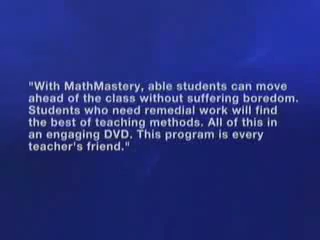 "With MathMastery, able students can move
ahead of the class without suffering boredom.
Students who need remedial work will find
the best of teaching methods. All of this in
an engaging DVD. This program is every
teacher's friend."